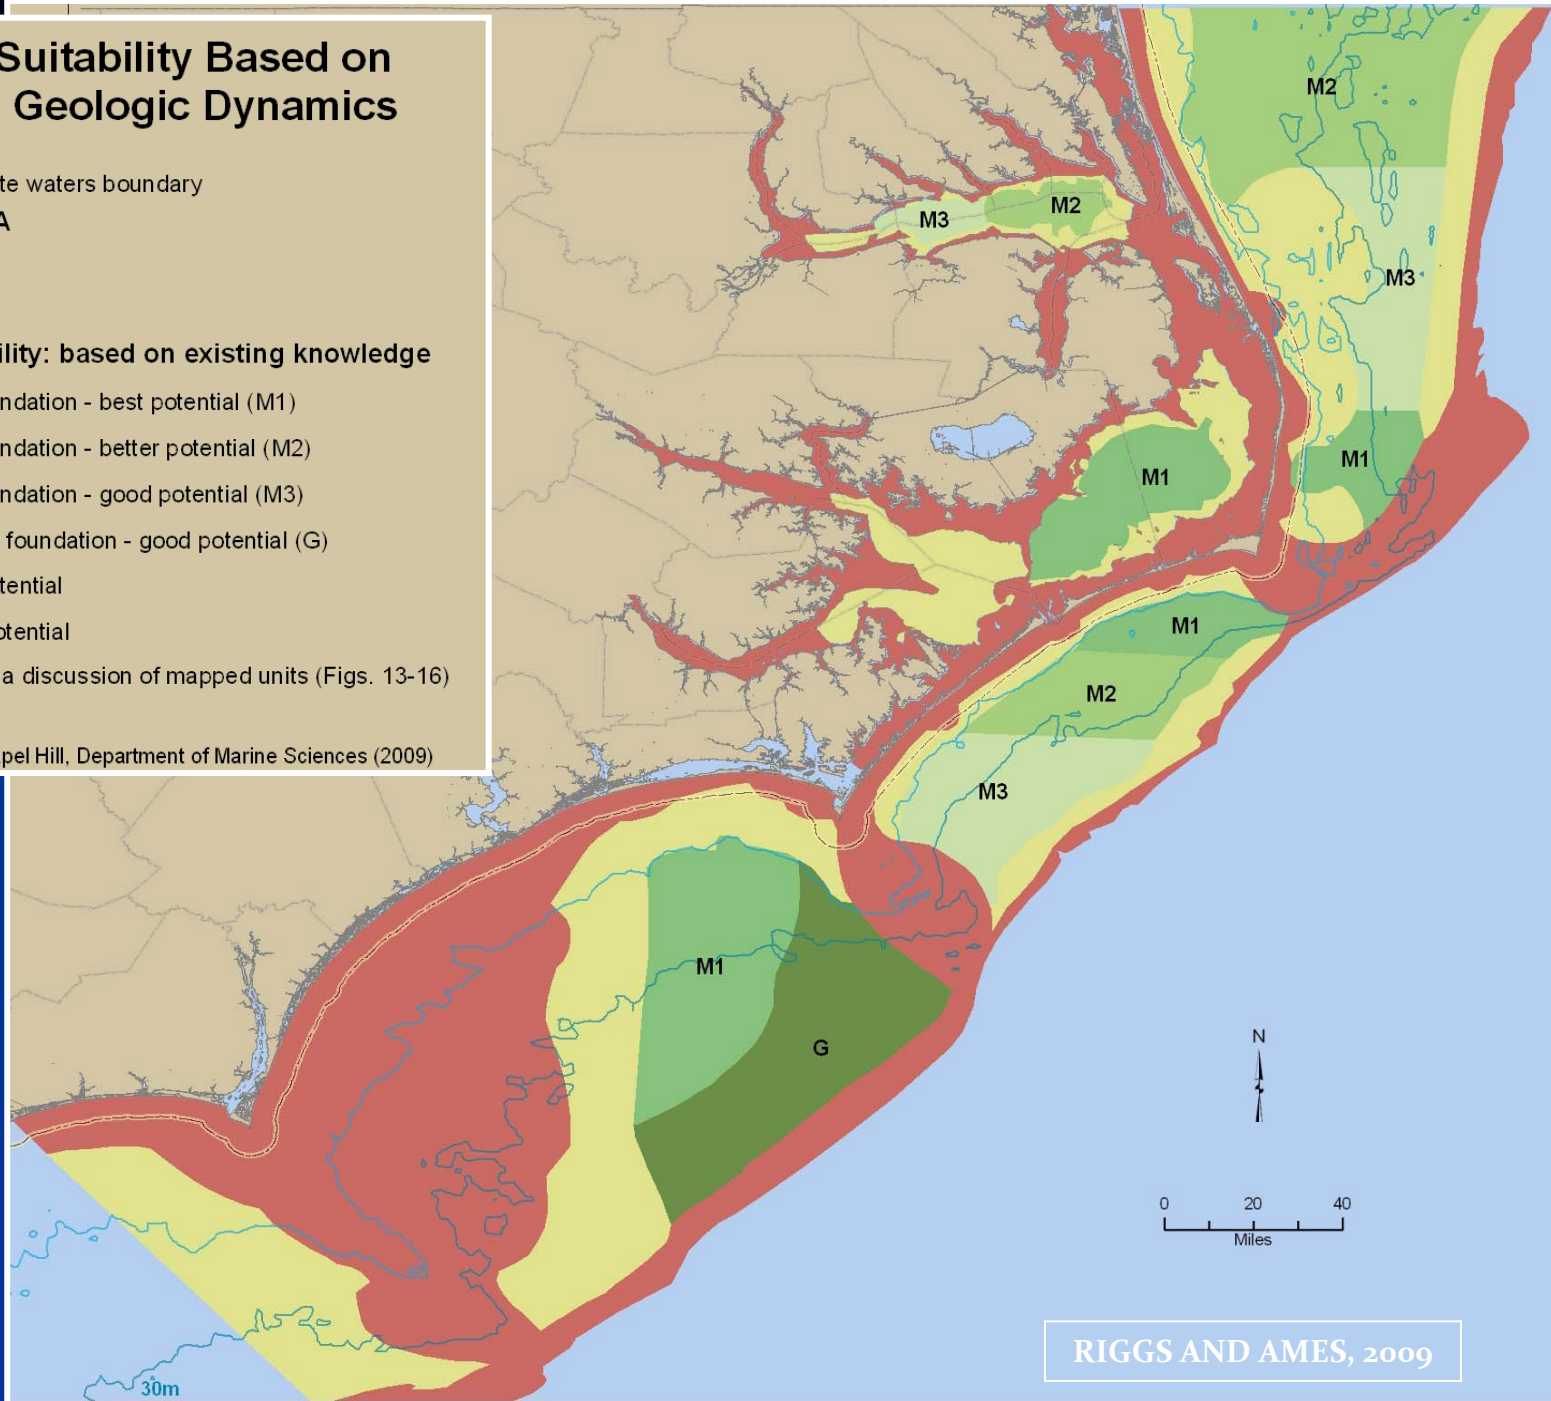 Suitability Based on
Geologic Dynamics
te waters boundary
A
ility: based on existing knowledge
ndation - best potential (M1)
ndation - better potential (M2)
ndation - good potential (M3)
foundation - good potential (G)
tential
otential
a discussion of mapped units (Figs. 13-16)
pel Hill, Department of Marine Sciences (2009)
M2
M3
M2
M3
M1
M1
M1
M2
M3
M1
G
N
0 20 40
Miles
RIGGS AND AMES, 2009
30m